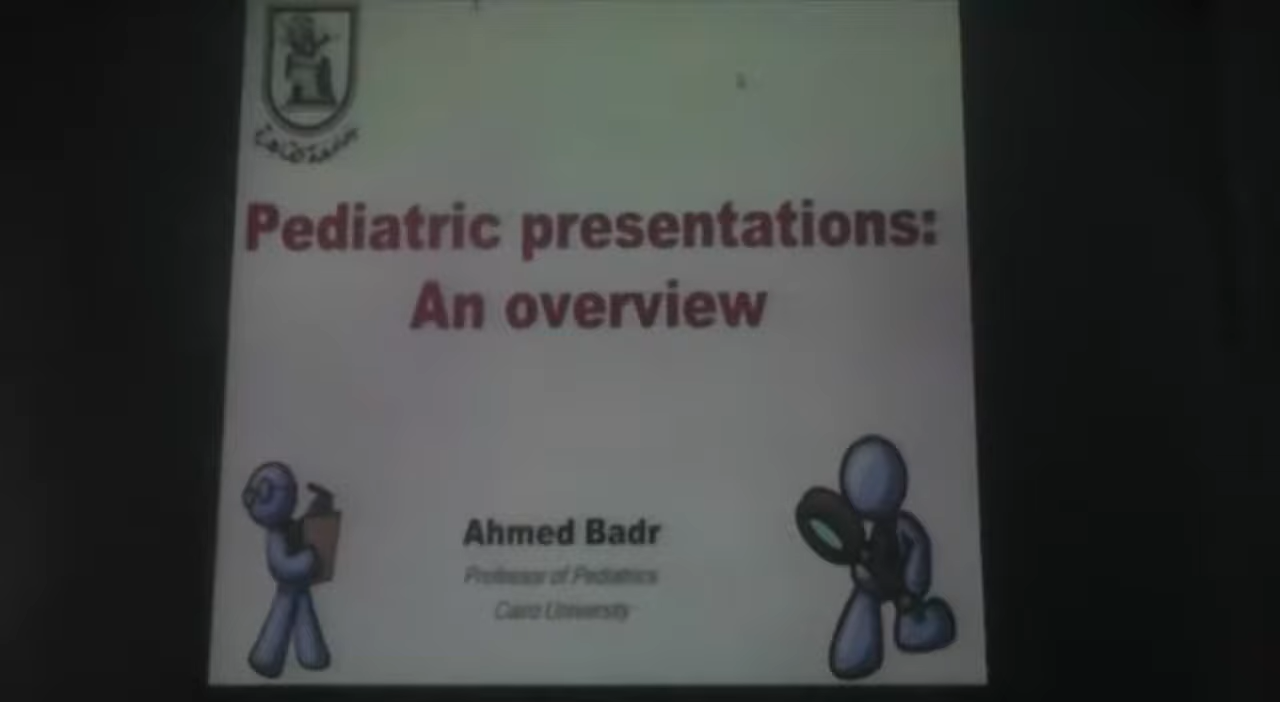 Pediatric presentations:
An overview
Ahmed Badr
Professor of Pediatrics
Cairo University